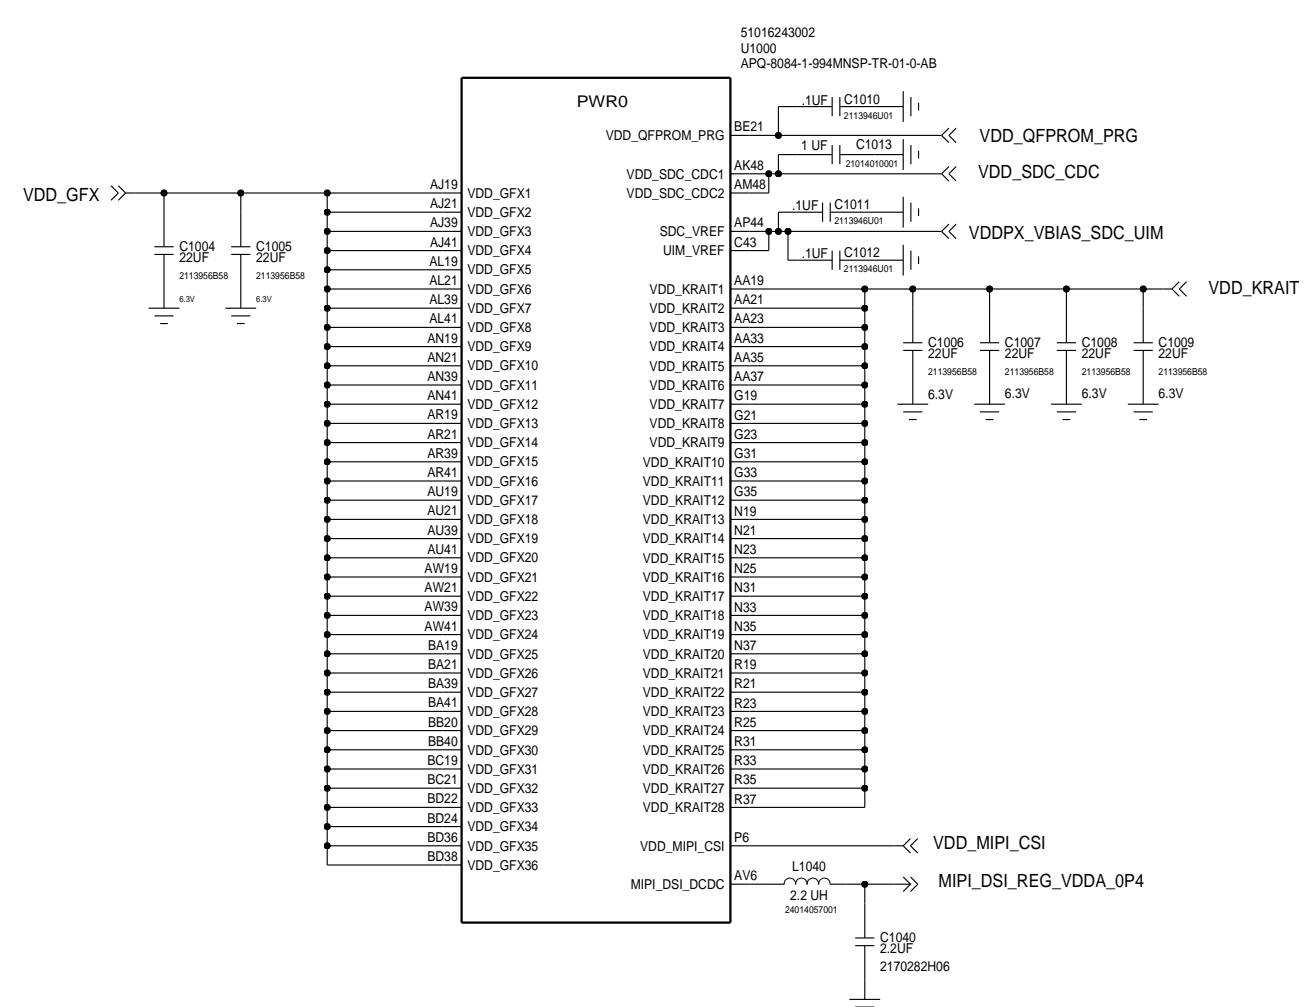 51016243002
U1000
APQ-8084-1-994MNSP-TR-01-0-AB
PWR0
VDD_GFX
C1004
22UF
2113956B58
6.3V
C1005
22UF
2113956B58
6.3V
AJ19 VDD_GFX1
AJ21 VDD_GFX2
AJ39 VDD_GFX3
AJ41 VDD_GFX4
AL19 VDD_GFX5
AL21 VDD_GFX6
AL39 VDD_GFX7
AL41 VDD_GFX8
AN19 VDD_GFX9
AN21 VDD_GFX10
AN39 VDD_GFX11
AN41 VDD_GFX12
AR19 VDD_GFX13
AR21 VDD_GFX14
AR39 VDD_GFX15
AR41 VDD_GFX16
AU19 VDD_GFX17
AU21 VDD_GFX18
AU39 VDD_GFX19
AU41 VDD_GFX20
AW19 VDD_GFX21
AW21 VDD_GFX22
AW39 VDD_GFX23
AW41 VDD_GFX24
BA19 VDD_GFX25
BA21 VDD_GFX26
BA39 VDD_GFX27
BA41 VDD_GFX28
BB20 VDD_GFX29
BB40 VDD_GFX30
BC19 VDD_GFX31
BC21 VDD_GFX32
BD22 VDD_GFX33
BD24 VDD_GFX34
BD36 VDD_GFX35
BD38 VDD_GFX36
.1UF C1010
2113946U01
VDD_QFPROM_PRG BE21 VDD_QFPROM_PRG
1 UF C1013
21014010001
VDD_SDC_CDC1 AK48 VDD_SDC_CDC
VDD_SDC_CDC2 AM48
.1UF C1011
2113946U01
SDC_VREF AP44 VDDPX_VBIAS_SDC_UIM
UIM_VREF C43
.1UF C1012
2113946U01
VDD_KRAIT1 AA19 VDD_KRAIT
VDD_KRAIT2 AA21
VDD_KRAIT3 AA23
VDD_KRAIT4 AA33
VDD_KRAIT5 AA35
VDD_KRAIT6 AA37
VDD_KRAIT7 G19
VDD_KRAIT8 G21
VDD_KRAIT9 G23
VDD_KRAIT10 G31
VDD_KRAIT11 G33
VDD_KRAIT12 G35
VDD_KRAIT13 N19
VDD_KRAIT14 N21
VDD_KRAIT15 N23
VDD_KRAIT16 N25
VDD_KRAIT17 N31
VDD_KRAIT18 N33
VDD_KRAIT19 N35
VDD_KRAIT20 N37
VDD_KRAIT21 R19
VDD_KRAIT22 R21
VDD_KRAIT23 R23
VDD_KRAIT24 R25
VDD_KRAIT25 R31
VDD_KRAIT26 R33
VDD_KRAIT27 R35
VDD_KRAIT28 R37
C1006
22UF
2113956B58
6.3V
C1007
22UF
2113956B58
6.3V
C1008
22UF
2113956B58
6.3V
C1009
22UF
2113956B58
6.3V
VDD_MIPI_CSI P6 VDD_MIPI_CSI
MIPI_DSI_DCDC AV6 MIPI_DSI_REG_VDDA_0P4
L1040
2.2 UH
24014057001
C1040
2.2UF
2170282H06